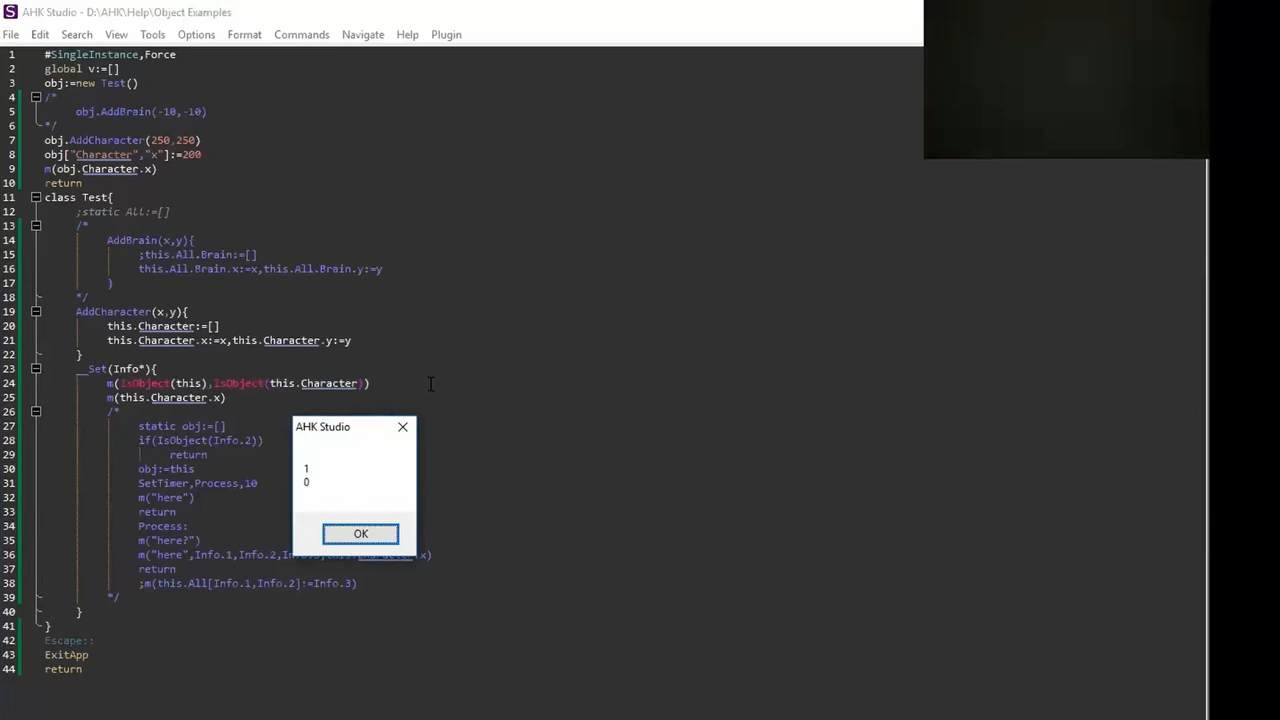 AHK Studio - D:\AHK\Help\Object Examples
File Edit Search View Tools Options Format Commands Navigate Help Plugin
1 #SingleInstance,Force
2 global v:=[]
3 obj:=new Test()
4 /*
5 obj.AddBrain(-10,-10)
6 */
7 obj.AddCharacter(250,250)
8 obj["Character","x"]:=200
9 m(obj.Character.x)
10 return
11 class Test{
12 ;static All:=[]
13 /*
14 AddBrain(x,y){
15 ;this.All.Brain:=[]
16 this.All.Brain.x:=x,this.All.Brain.y:=y
17 }
18 */
19 AddCharacter(x,y){
20 this.Character:=[]
21 this.Character.x:=x,this.Character.y:=y
22 }
23 __Set(Info*){
24 m(IsObject(this),IsObject(this.Character))
25 m(this.Character.x)
26 /*
27 static obj:=[]
28 if(IsObject(Info.2))
29 return
30 obj:=this
31 SetTimer,Process,10
32 m("here")
33 return
34 Process:
35 m("here?")
36 m("here",Info.1,Info.2, x)
37 return
38 ;m(this.All[Info.1,Info.2]:=Info.3)
39 */
40 }
41 }
42 Escape::
43 ExitApp
44 return
AHK Studio
1
0
OK